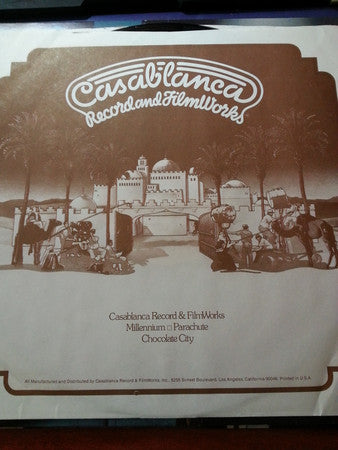 Casablanca
Record and FilmWorks
Casablanca Record & FilmWorks
Millennium □ Parachute
Chocolate City
All Manufactured and Distributed by Casablanca Record & FilmWorks, Inc., 8255 Sunset Boulevard, Los Angeles, California 90046, Printed in U.S.A.